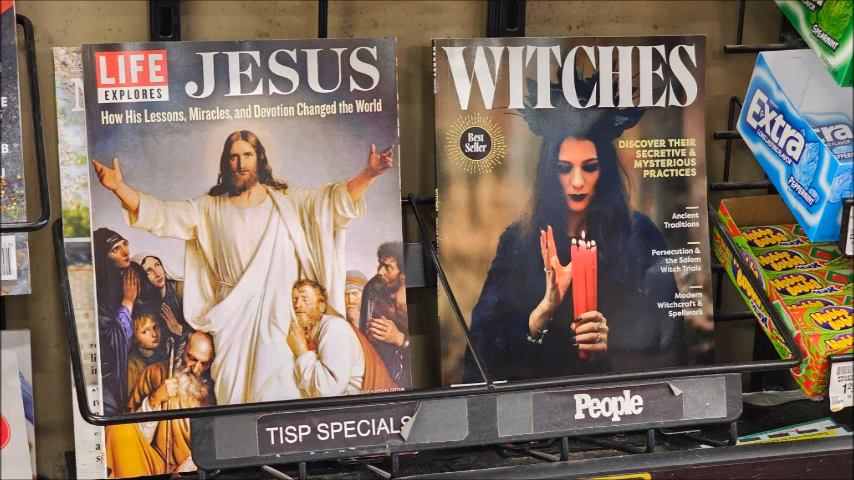 LIFE
EXPLORES
JESUS
How His Lessons, Miracles, and Devotion Changed the World
WITCHES
Best
Seller
DISCOVER THEIR
SECRETIVE &
MYSTERIOUS
PRACTICES
Ancient
Traditions
Persecution &
the Salem
Witch Trials
Modern
Witchcraft &
Spellwork
TISP SPECIALS
People
SPEARMINT
Extra
PEPPERMINT